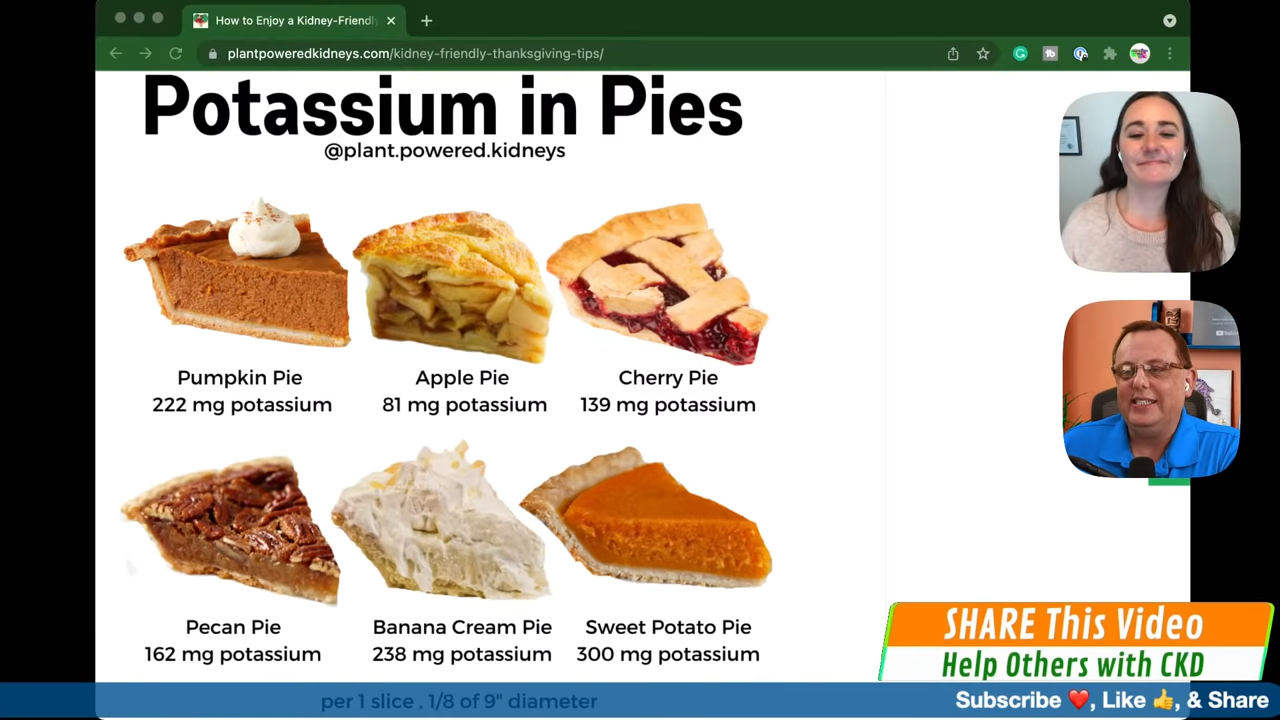 How to Enjoy a Kidney-Friendly
plantpoweredkidneys.com/kidney-friendly-thanksgiving-tips/
Potassium in Pies
@plant.powered.kidneys
Pumpkin Pie
222 mg potassium
Apple Pie
81 mg potassium
Cherry Pie
139 mg potassium
Pecan Pie
162 mg potassium
Banana Cream Pie
238 mg potassium
Sweet Potato Pie
300 mg potassium
per 1 slice , 1/8 of 9" diameter
SHARE This Video
Help Others with CKD
Subscribe ❤️, Like 👍, & Share